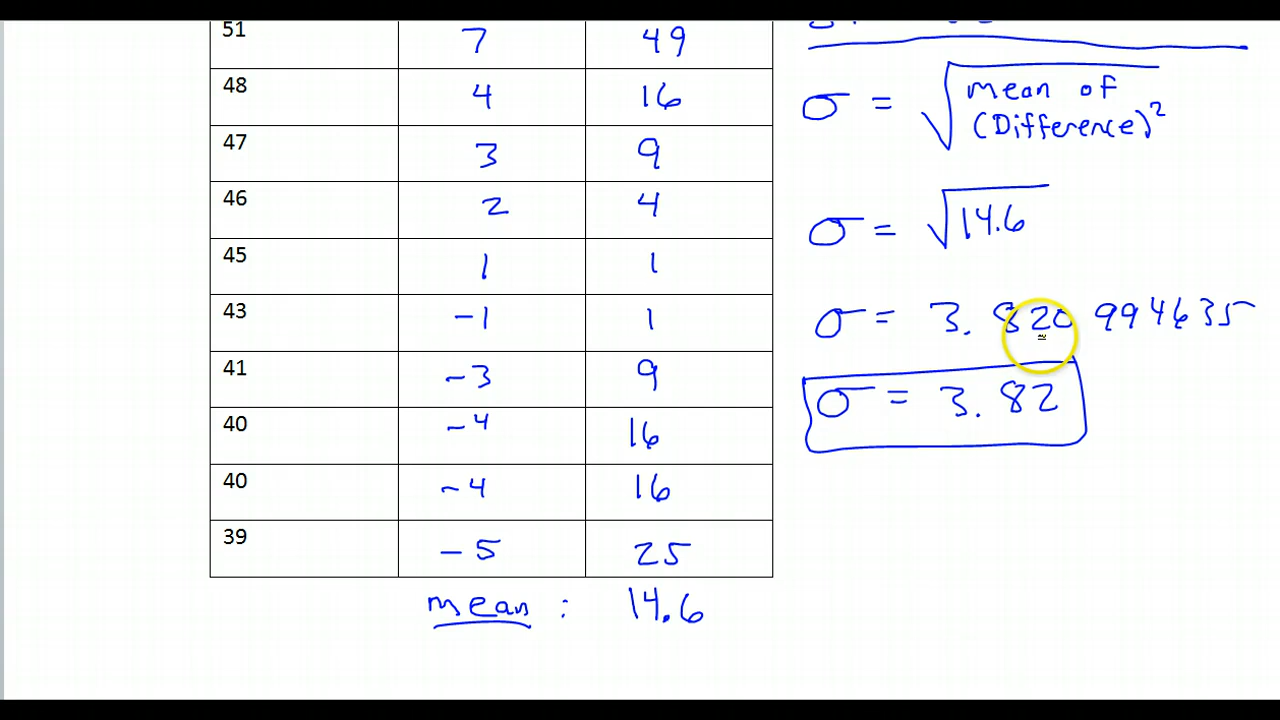 51 7 49
48 4 16
47 3 9
46 2 4
45 1 1
43 -1 1
41 -3 9
40 -4 16
40 -4 16
39 -5 25
mean : 14.6
σ = √mean of
(Difference)²
σ = √14.6
σ = 3.820994635
σ = 3.82